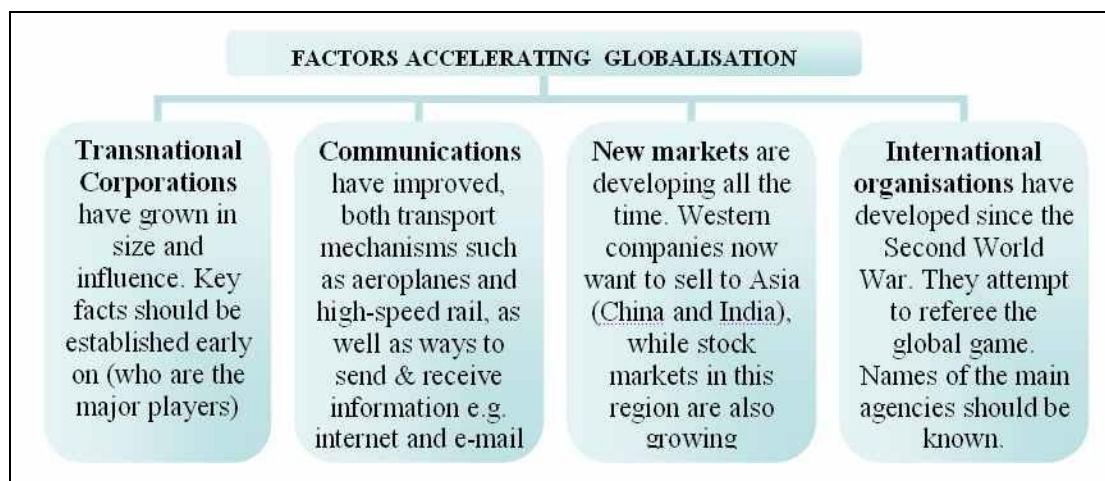 FACTORS ACCELERATING GLOBALISATION
Transnational
Corporations
have grown in
size and
influence. Key
facts should be
established early
on (who are the
major players)
Communications
have improved,
both transport
mechanisms such
as aeroplanes and
high-speed rail, as
well as ways to
send & receive
information e.g.
internet and e-mail
New markets are
developing all the
time. Western
companies now
want to sell to Asia
(China and India),
while stock
markets in this
region are also
growing
International
organisations have
developed since the
Second World
War. They attempt
to referee the
global game.
Names of the main
agencies should be
known.